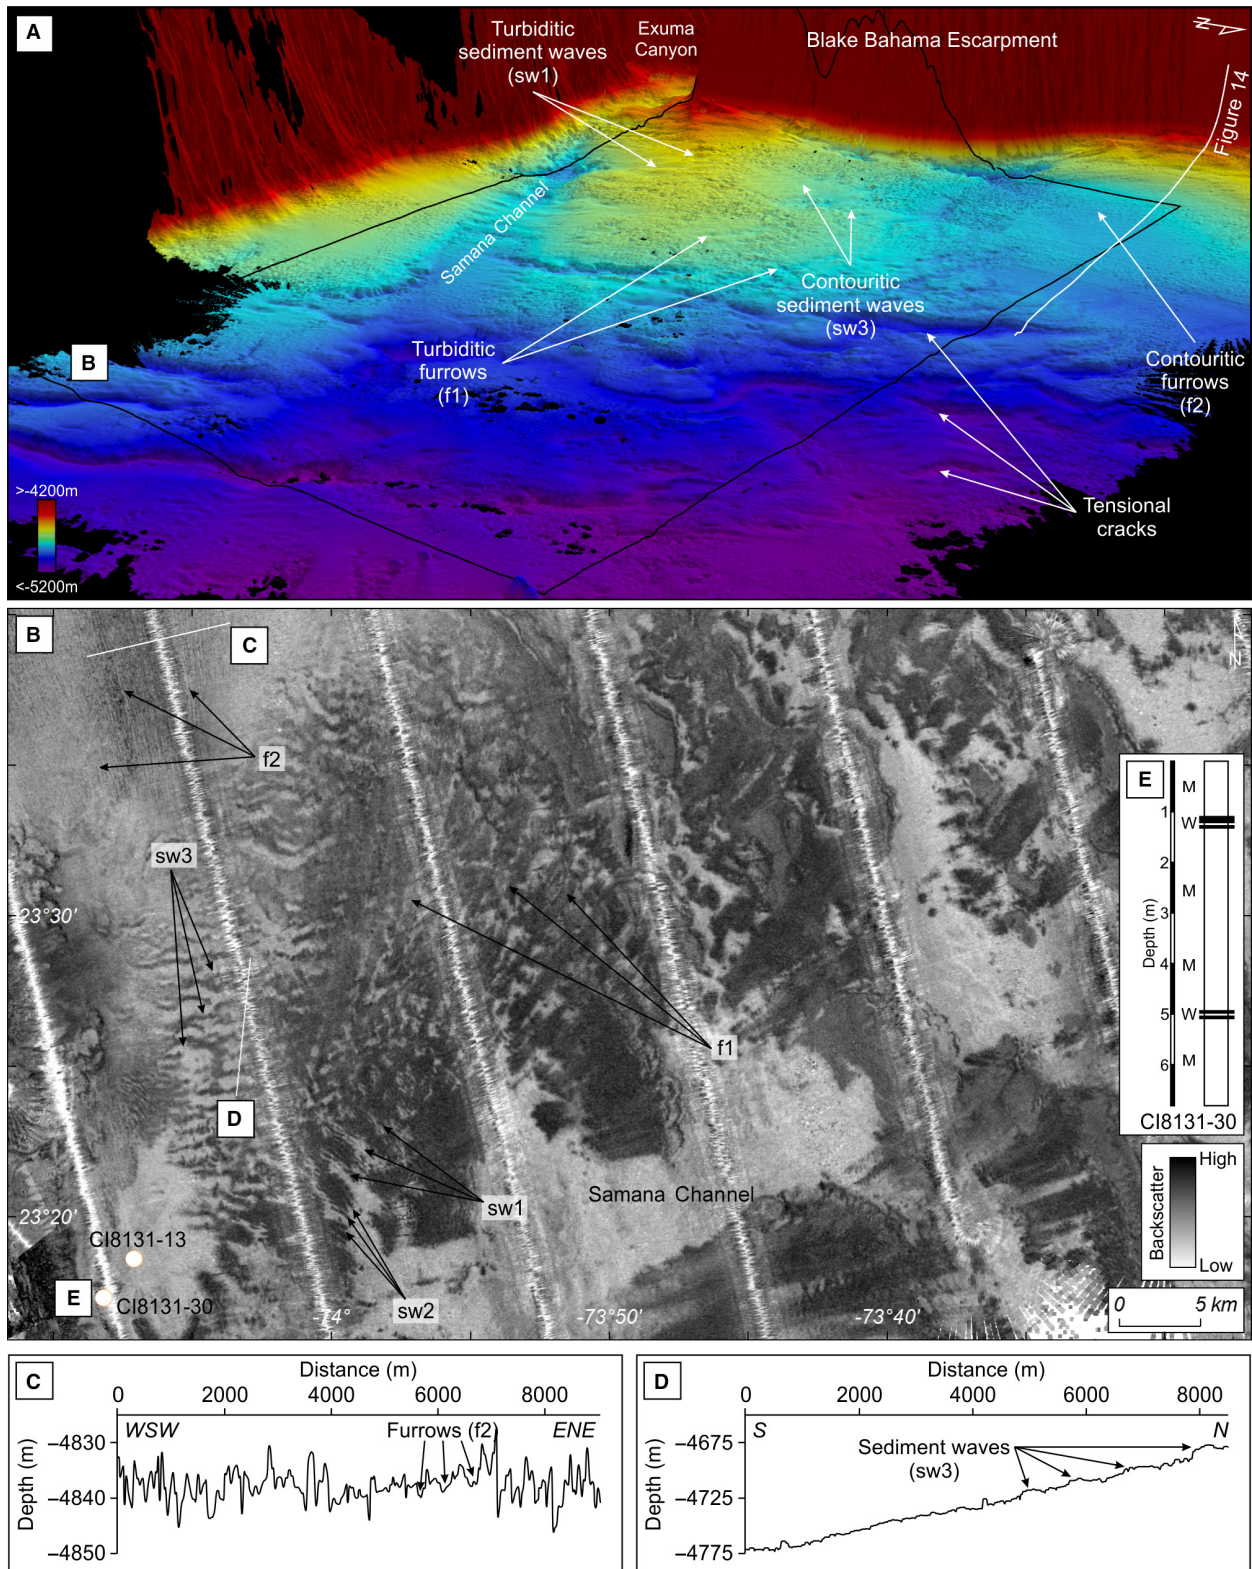 A
Turbiditic
sediment waves
(sw1)
Exuma
Canyon
Blake Bahama Escarpment
N
Figure 14
Samana Channel
Contouritic
sediment waves
(sw3)
Turbiditic
furrows
(f1)
Contouritic
furrows
(f2)
B
Tensional
cracks
>-4200m
<-5200m
B
C
N
f2
sw3
23°30'
f1
D
sw1
Samana Channel
23°20'
CI8131-13
E
CI8131-30
sw2
-74°
-73°50'
-73°40'
E
M
1
W
2
M
3
Depth (m)
4
M
5
W
M
6
CI8131-30
Backscatter
High
Low
0 5 km
C
Distance (m)
0 2000 4000 6000 8000
WSW
Furrows (f2)
ENE
Depth (m)
−4830
−4840
−4850
D
Distance (m)
0 2000 4000 6000 8000
S
N
Sediment waves
(sw3)
Depth (m)
−4675
−4725
−4775